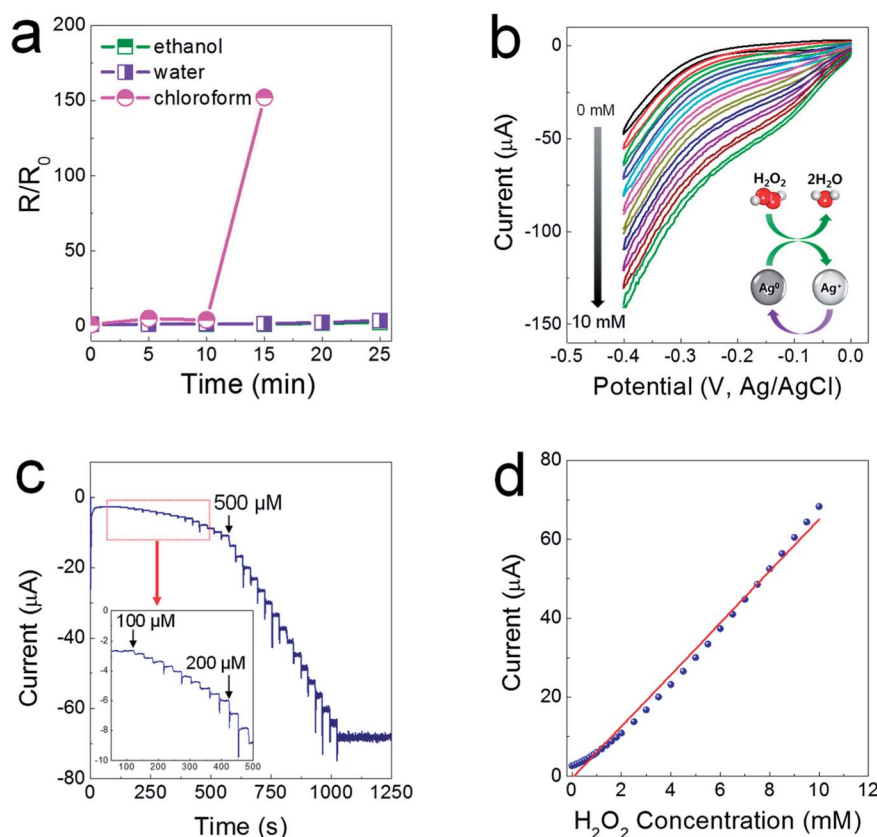 a
200
150
100
50
0
R/R0
ethanol
water
chloroform
0 5 10 15 20 25
Time (min)
b
0
-50
-100
-150
Current (μA)
0 mM
10 mM
H2O2 2H2O
Ag0 Ag+
-0.5 -0.4 -0.3 -0.2 -0.1 0.0
Potential (V, Ag/AgCl)
c
0
-20
-40
-60
-80
Current (μA)
500 μM
0
-2
-4
-6
-8
-10
100 μM
200 μM
100 200 300 400 500
0 250 500 750 1000 1250
Time (s)
d
80
60
40
20
0
Current (μA)
0 2 4 6 8 10 12
H2O2 Concentration (mM)